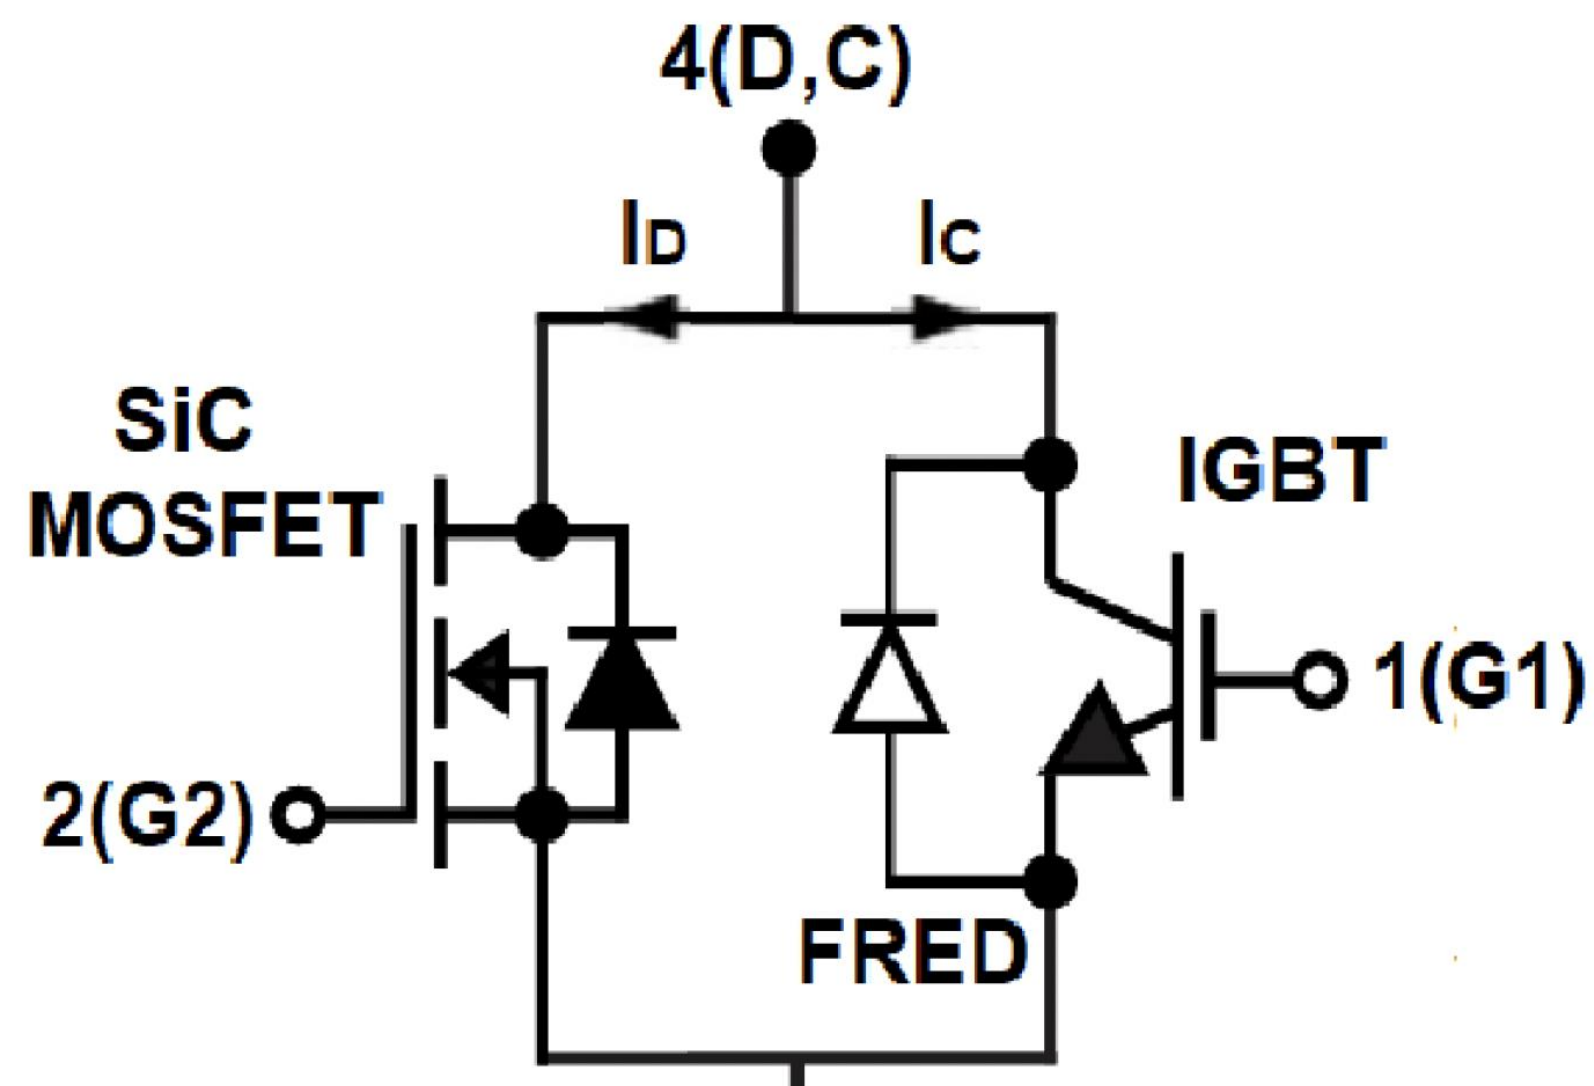 4(D,C)
ID
IC
SiC
MOSFET
IGBT
1(G1)
2(G2)
FRED